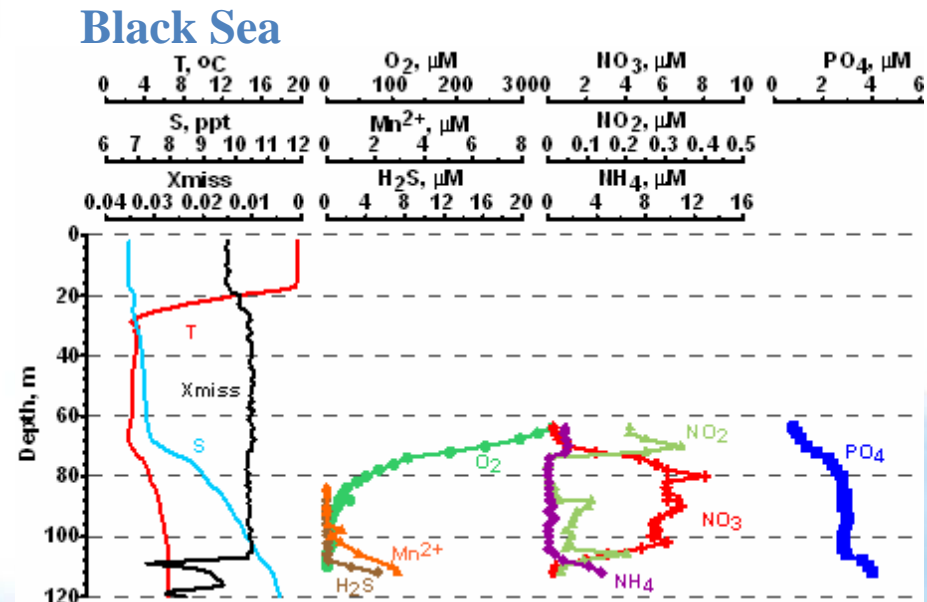 Black Sea
T, ºC O2, µM NO3, µM PO4, µM
0 4 8 12 16 20 0 100 200 3000 2 4 6 8 10 0 2 4 6
S, ppt Mn2+, µM NO2, µM
6 7 8 9 10 11 12 0 2 4 6 8 0 0.1 0.2 0.3 0.4 0.5
Xmiss H2S, µM NH4, µM
0.04 0.03 0.02 0.01 0 0 4 8 12 16 20 0 4 8 12 16
Depth, m
0
20
T
40
Xmiss
60
S
NO2
O2
PO4
80
NO3
100
Mn2+
H2S
NH4
120